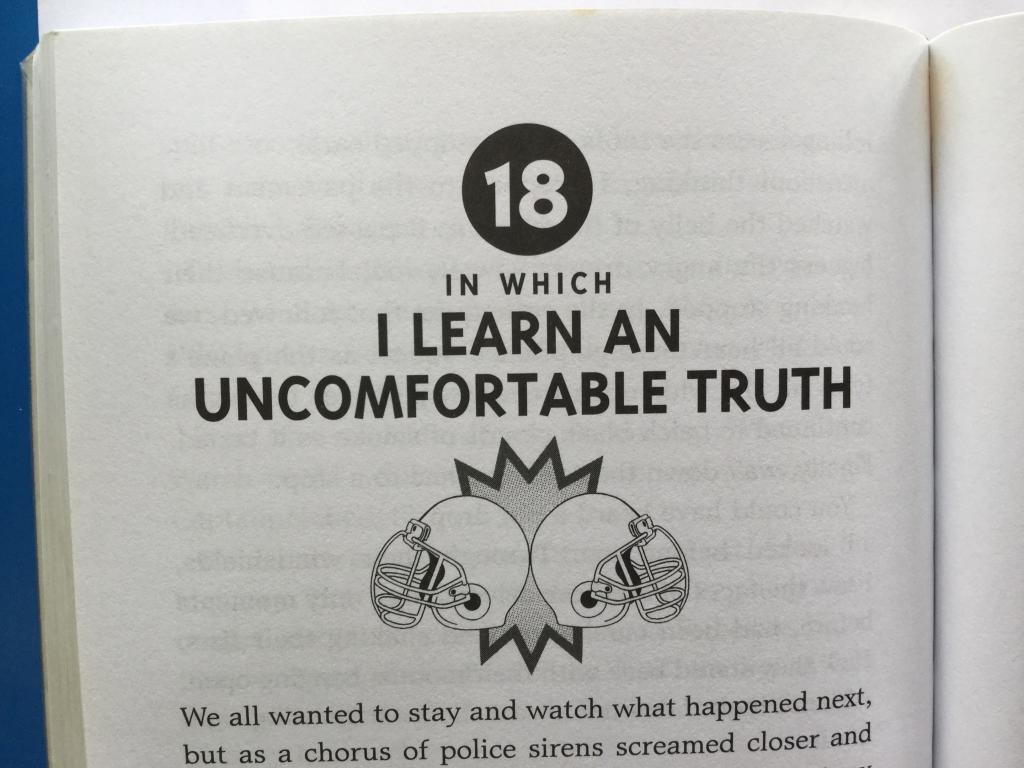 18
IN WHICH
I LEARN AN
UNCOMFORTABLE TRUTH
We all wanted to stay and watch what happened next,
but as a chorus of police sirens screamed closer and